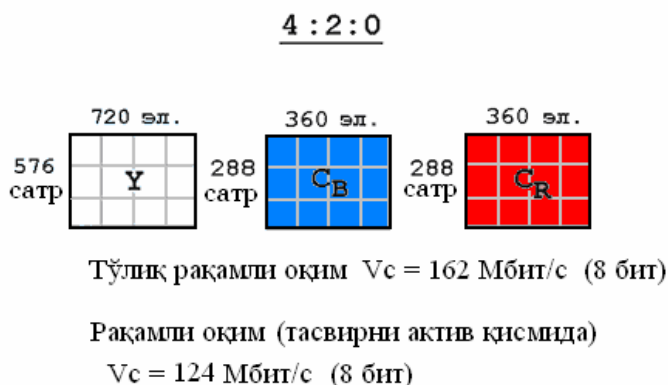 4:2:0
720 эл. 360 эл. 360 эл.
576 сатр Y 288 сатр CB 288 сатр CR
Тўлиқ рақамли оқим Vc = 162 Мбит/с (8 бит)
Рақамли оқим (тасвирни актив қисмида)
Vc = 124 Мбит/с (8 бит)